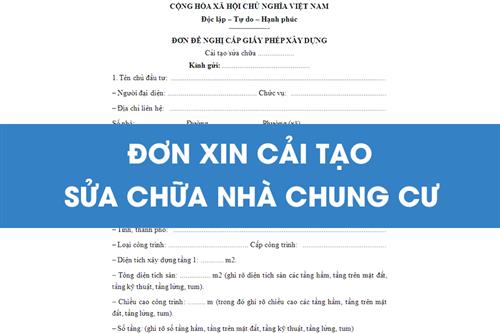 CỘNG HÒA XÃ HỘI CHỦ NGHĨA VIỆT NAM
Độc lập – Tự do – Hạnh phúc
ĐƠN ĐỀ NGHỊ CẤP GIẤY PHÉP XÂY DỰNG
Cải tạo/sửa chữa ...................
Kính gửi: ...................................
1. Tên chủ đầu tư: ...................................
– Người đại diện: ................................... Chức vụ: ...................................
– Địa chỉ liên hệ: ...................................
Số nhà: ................ Đường ................ Phường (xã)
ĐƠN XIN CẢI TẠO
SỬA CHỮA NHÀ CHUNG CƯ
– Tỉnh, thành phố: ...................................
– Loại công trình: ................................... Cấp công trình: ...................................
– Diện tích xây dựng tầng 1: ......... m2.
– Tổng diện tích sàn: .......... m2 (ghi rõ diện tích sàn các tầng hầm, tầng trên mặt đất,
tầng kỹ thuật, tầng lửng, tum).
– Chiều cao công trình: ......... m (trong đó ghi rõ chiều cao các tầng hầm, tầng trên mặt
đất, tầng lửng, tum).
– Số tầng: (ghi rõ số tầng hầm, tầng trên mặt đất, tầng kỹ thuật, tầng lửng, tum)